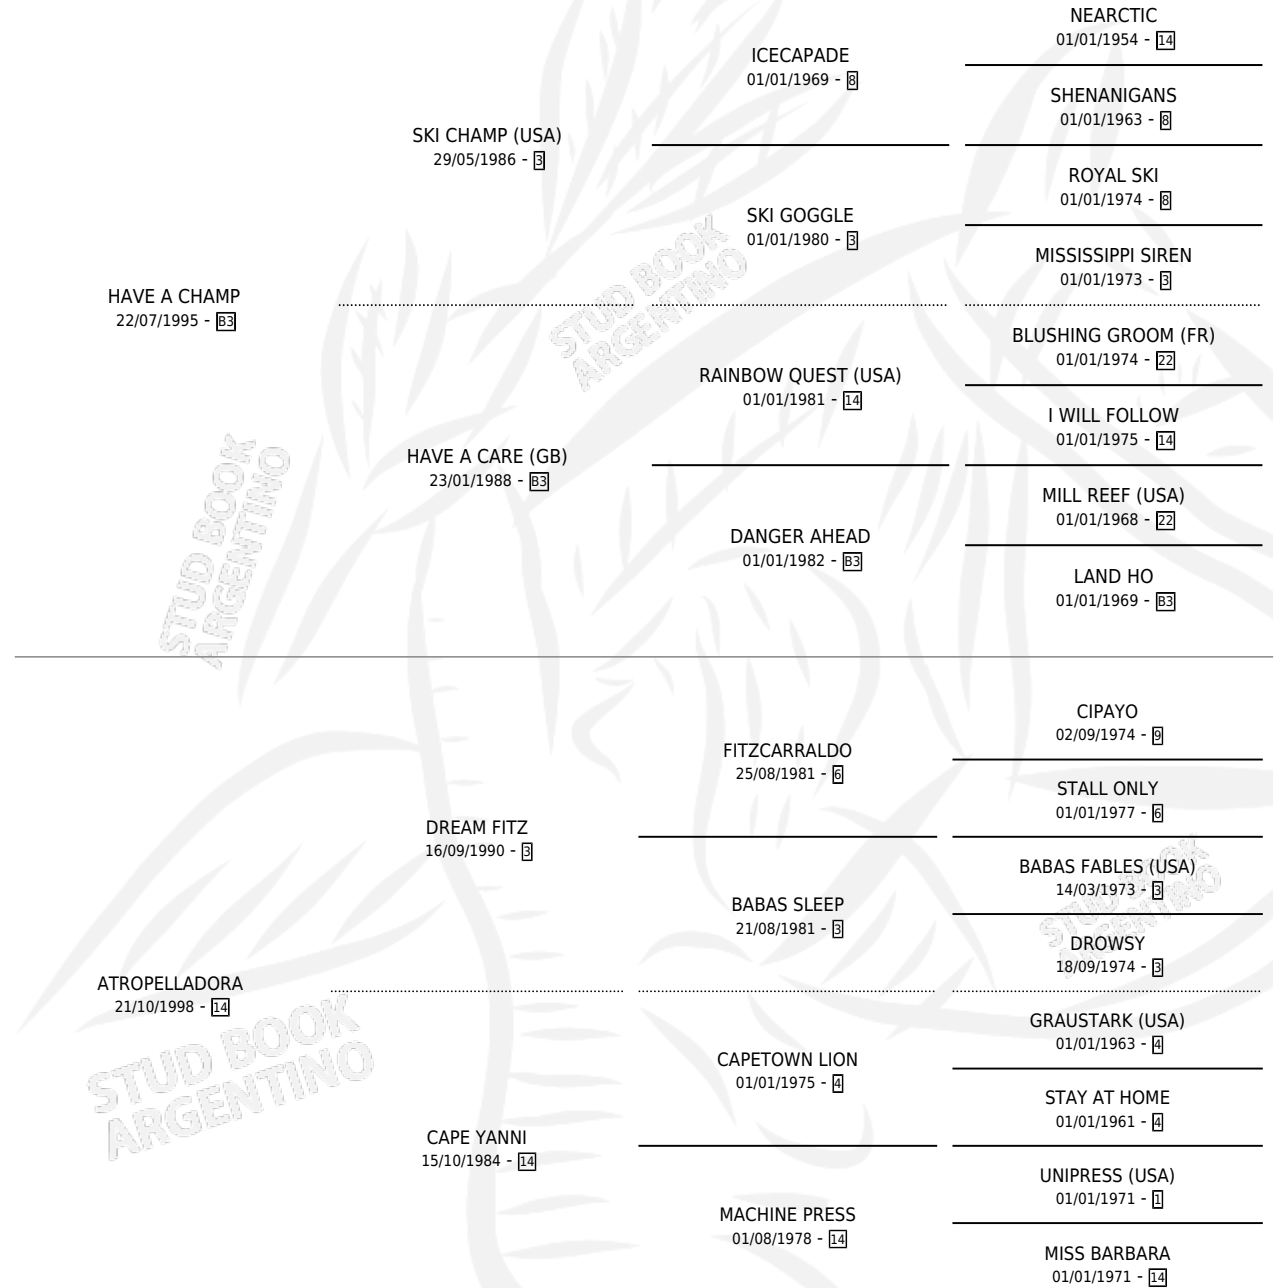 NEARCTIC
01/01/1954 - 14
ICECAPADE
01/01/1969 - 8
SHENANIGANS
01/01/1963 - 8
SKI CHAMP (USA)
29/05/1986 - 3
ROYAL SKI
01/01/1974 - 8
SKI GOGGLE
01/01/1980 - 3
MISSISSIPPI SIREN
01/01/1973 - 3
HAVE A CHAMP
22/07/1995 - B3
BLUSHING GROOM (FR)
01/01/1974 - 22
RAINBOW QUEST (USA)
01/01/1981 - 14
I WILL FOLLOW
01/01/1975 - 14
HAVE A CARE (GB)
23/01/1988 - B3
MILL REEF (USA)
01/01/1968 - 22
DANGER AHEAD
01/01/1982 - B3
LAND HO
01/01/1969 - B3
CIPAYO
02/09/1974 - 9
FITZCARRALDO
25/08/1981 - 6
STALL ONLY
01/01/1977 - 6
DREAM FITZ
16/09/1990 - 3
BABAS FABLES (USA)
14/03/1973 - 3
BABAS SLEEP
21/08/1981 - 3
DROWSY
18/09/1974 - 3
ATROPELLADORA
21/10/1998 - 14
GRAUSTARK (USA)
01/01/1963 - 4
CAPETOWN LION
01/01/1975 - 4
STAY AT HOME
01/01/1961 - 4
CAPE YANNI
15/10/1984 - 14
UNIPRESS (USA)
01/01/1971 - 1
MACHINE PRESS
01/08/1978 - 14
MISS BARBARA
01/01/1971 - 14
STUD BOOK
ARGENTINO
STUD BOOK
ARGENTINO
STUD BOOK
ARGENTINO
STUD BOOK
ARGENTINO